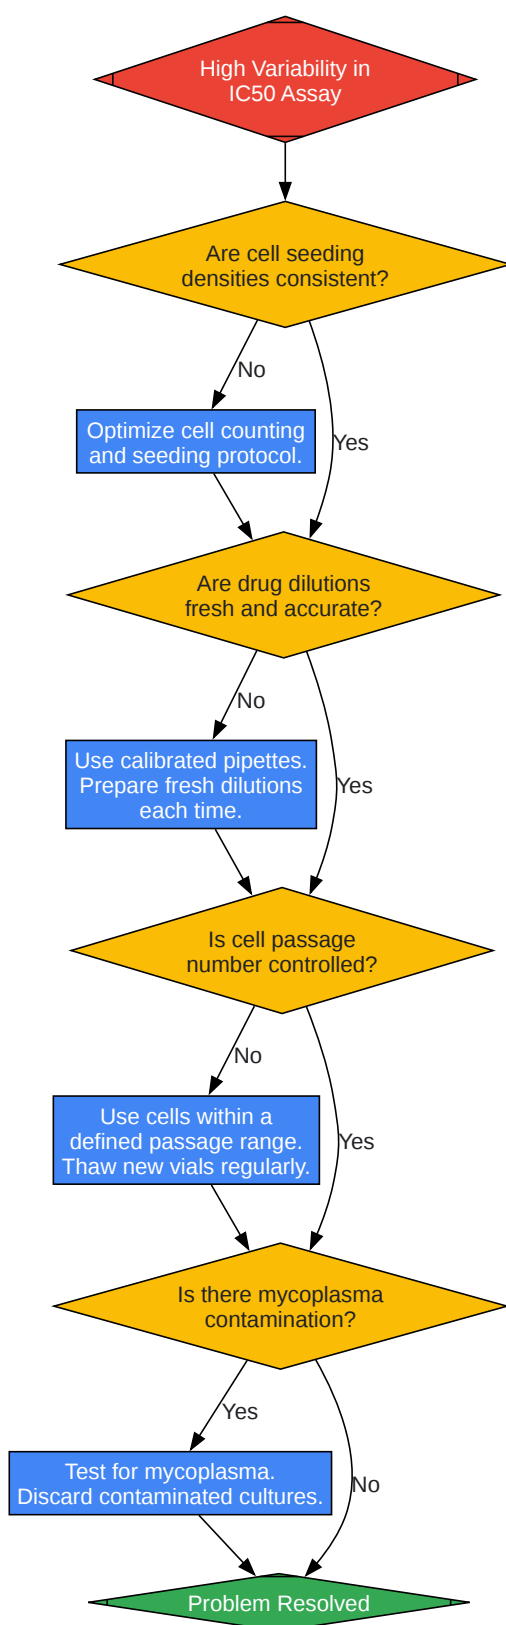 High Variability in
IC50 Assay
Are cell seeding
densities consistent?
No
Optimize cell counting
and seeding protocol.
Yes
Are drug dilutions
fresh and accurate?
No
Use calibrated pipettes.
Prepare fresh dilutions
each time.
Yes
Is cell passage
number controlled?
No
Use cells within a
defined passage range.
Thaw new vials regularly.
Yes
Is there mycoplasma
contamination?
Yes
Test for mycoplasma.
Discard contaminated cultures.
No
Problem Resolved